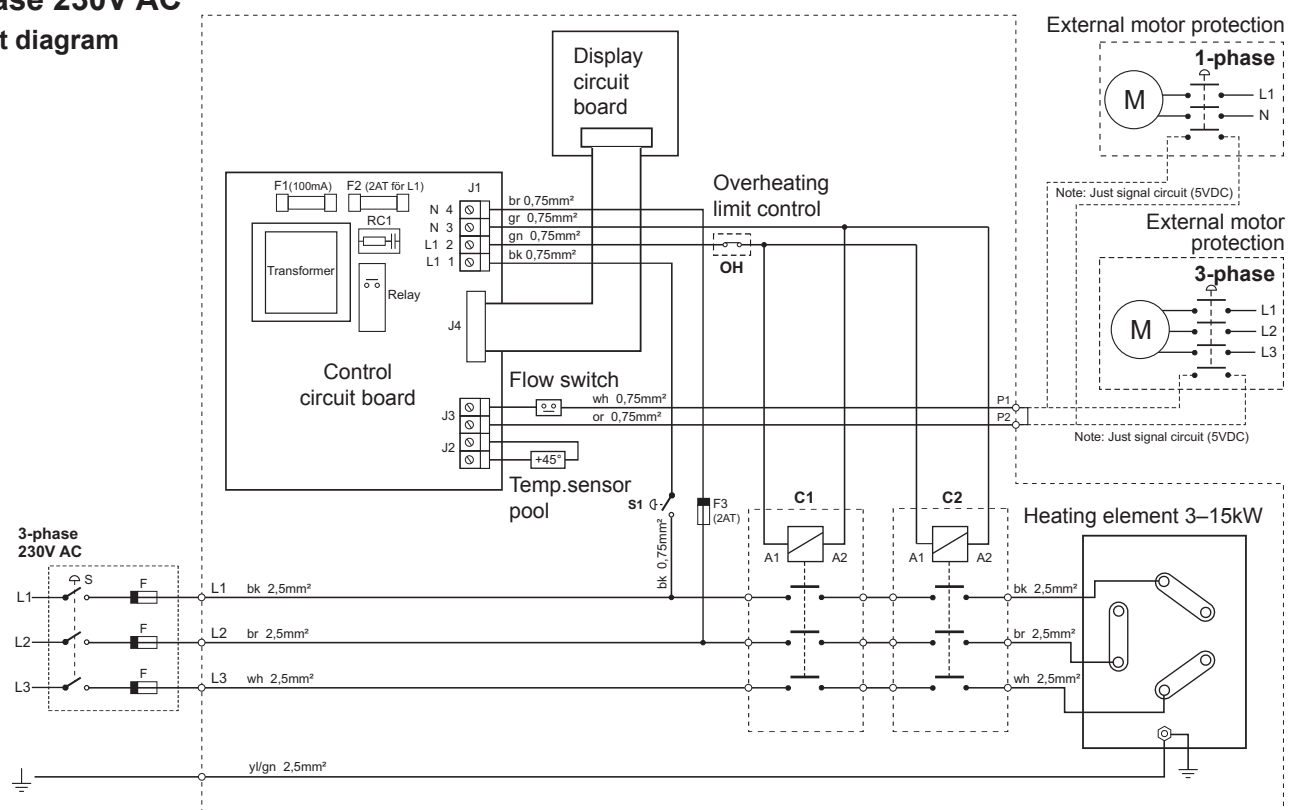 ase 230V AC
t diagram
External motor protection
1-phase
M
L1
N
Note: Just signal circuit (5VDC)
External motor
protection
3-phase
M
L1
L2
L3
Note: Just signal circuit (5VDC)
Display
circuit
board
F1(100mA)
F2 (2AT för L1)
J1
RC1
N 4
N 3
L1 2
L1 1
Transformer
Relay
J4
Control
circuit board
J3
J2
br 0,75mm²
gr 0,75mm²
gn 0,75mm²
bk 0,75mm²
Overheating
limit control
OH
Flow switch
wh 0,75mm²
or 0,75mm²
P1
P2
+45°
Temp.sensor
pool
S1
F3
(2AT)
bk 0,75mm²
C1
A1
A2
C2
A1
A2
Heating element 3–15kW
3-phase
230V AC
S
F
L1
L1
bk 2,5mm²
bk 2,5mm²
F
L2
L2
br 2,5mm²
br 2,5mm²
F
L3
L3
wh 2,5mm²
wh 2,5mm²
yl/gn 2,5mm²